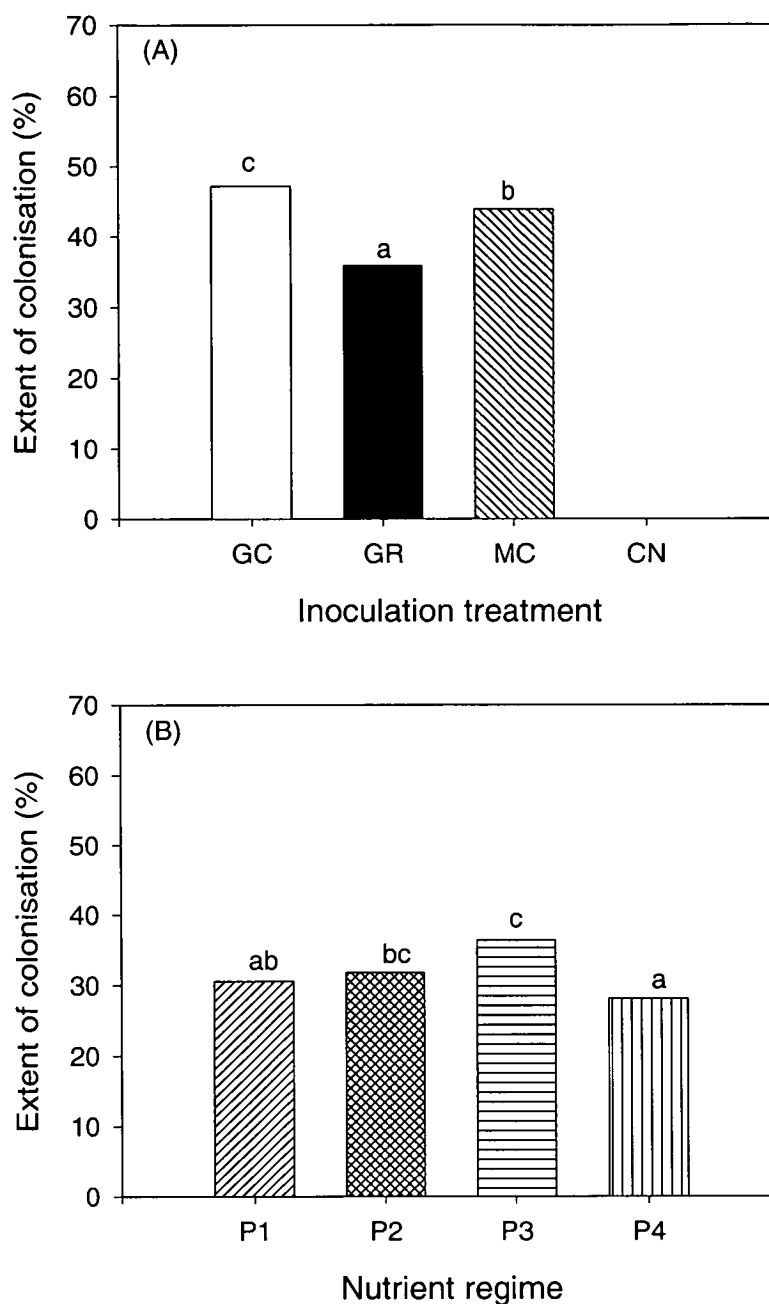 (A)
Extent of colonisation (%)
70
60
50
40
30
20
10
0
c
a
b
GC GR MC CN
Inoculation treatment
(B)
Extent of colonisation (%)
70
60
50
40
30
20
10
0
ab
bc
c
a
P1 P2 P3 P4
Nutrient regime